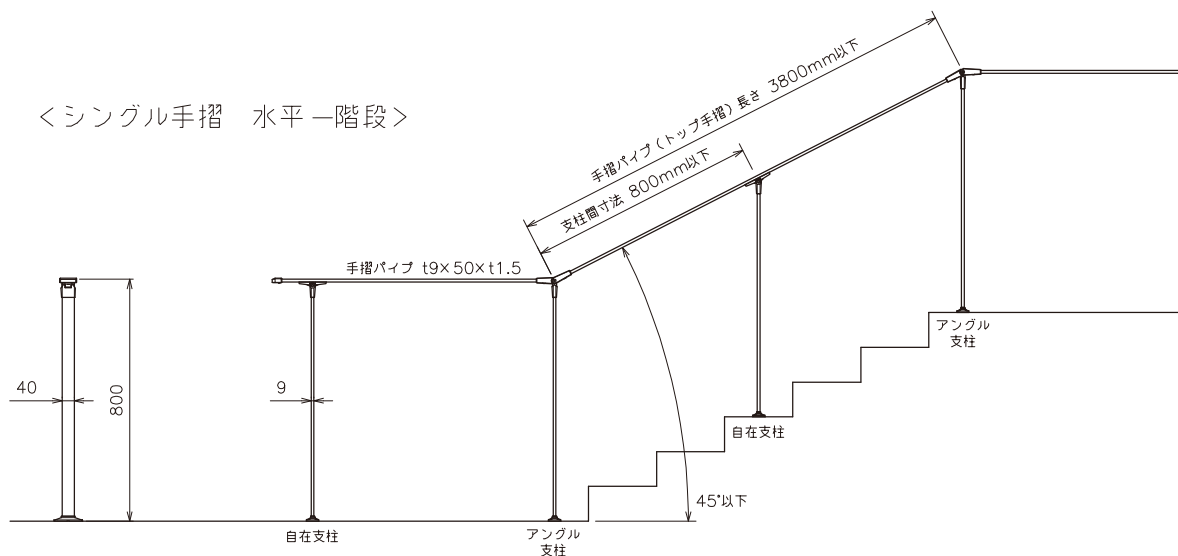 <シングル手摺 水平ー階段>
手摺パイプ(トップ手摺)長さ 3800mm以下
支柱間寸法 800mm以下
手摺パイプ t9×50×t1.5
40
800
9
45°以下
自在支柱
アングル
支柱
自在支柱
アングル
支柱